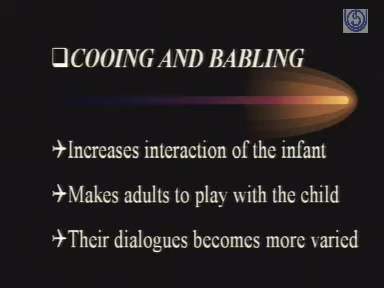 ❑COOING AND BABLING
✈Increases interaction of the infant
✈Makes adults to play with the child
✈Their dialogues becomes more varied